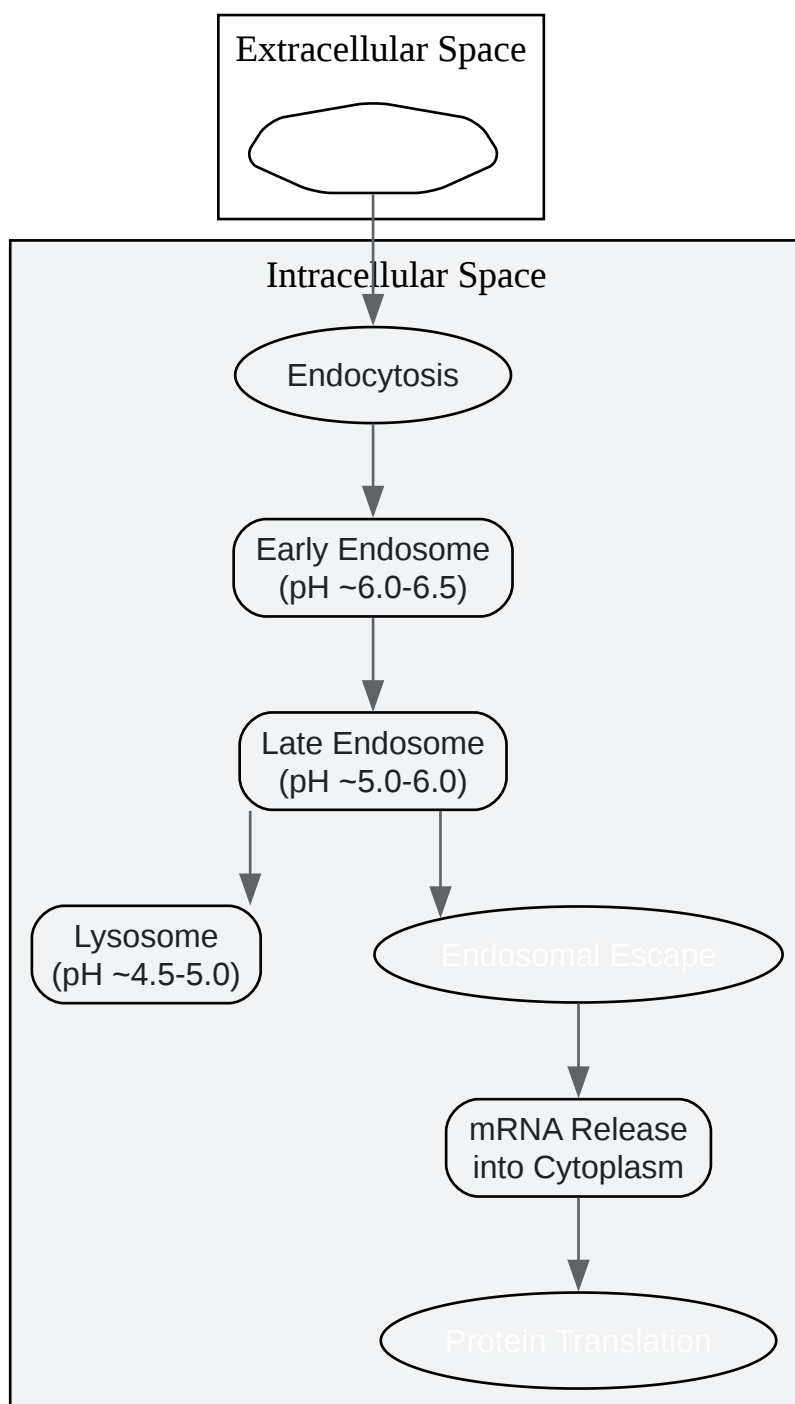 Extracellular Space
Intracellular Space
Endocytosis
Early Endosome
(pH ~6.0-6.5)
Late Endosome
(pH ~5.0-6.0)
Lysosome
(pH ~4.5-5.0)
Endosomal Escape
mRNA Release
into Cytoplasm
Protein Translation